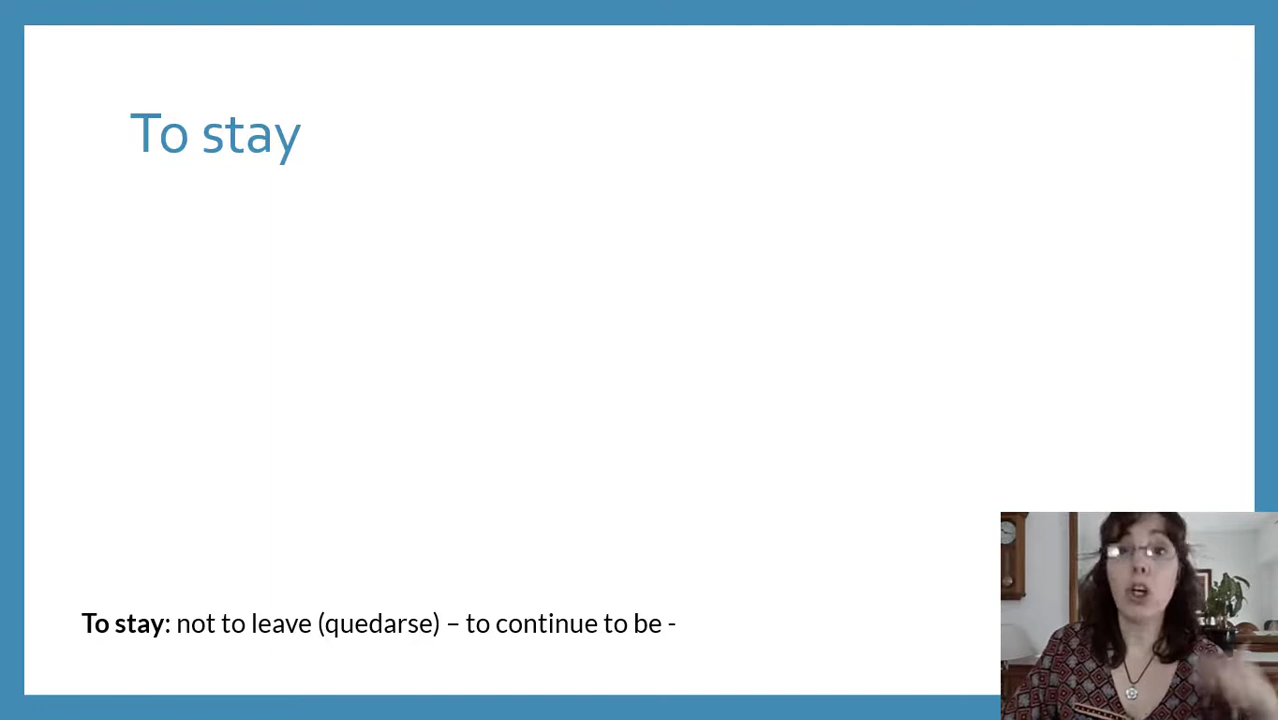 To stay
To stay: not to leave (quedarse) – to continue to be -